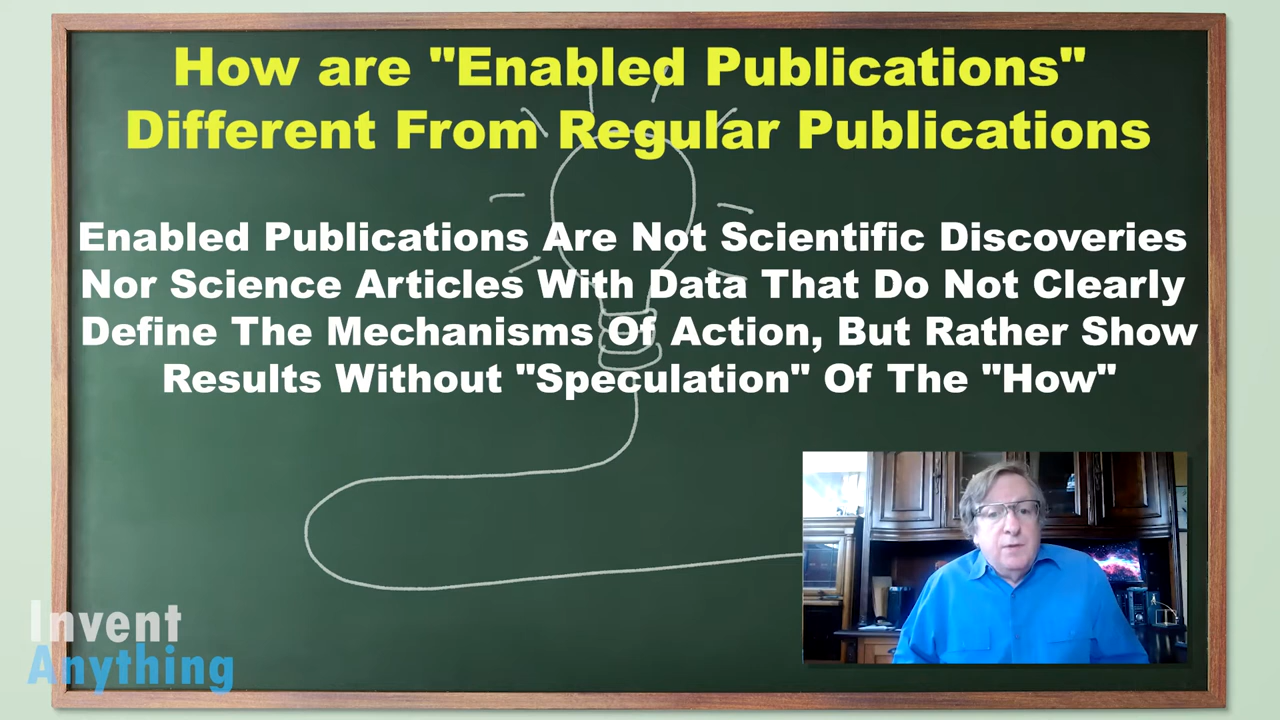 How are "Enabled Publications"
Different From Regular Publications
Enabled Publications Are Not Scientific Discoveries
Nor Science Articles With Data That Do Not Clearly
Define The Mechanisms Of Action, But Rather Show
Results Without "Speculation" Of The "How"
Invent
Anything